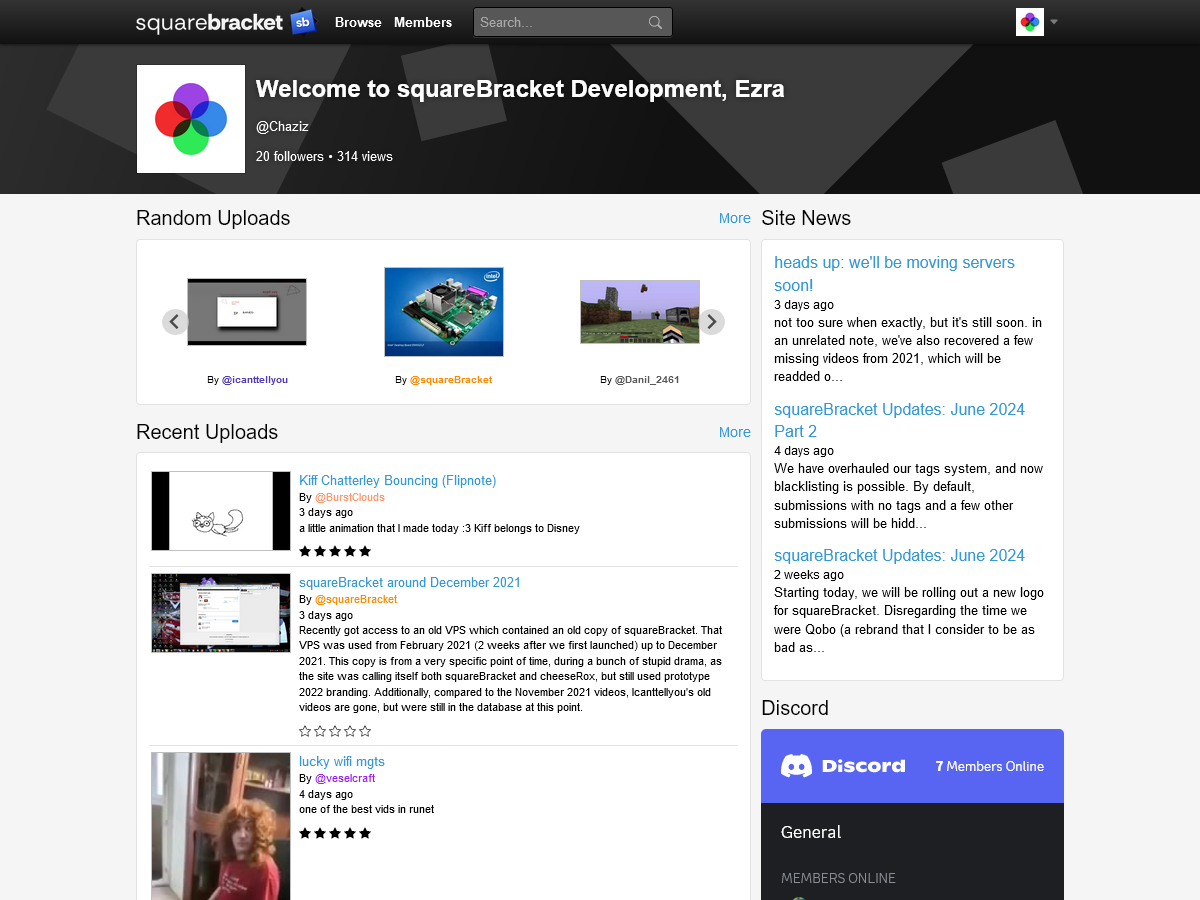 squarebracket sb Browse Members Search...
Welcome to squareBracket Development, Ezra
@Chaziz
20 followers • 314 views
Random Uploads More
intel
By @icanttellyou By @squareBracket By @Danil_2461
Recent Uploads More
Kiff Chatterley Bouncing (Flipnote)
By @BurstClouds
3 days ago
a little animation that I made today :3 Kiff belongs to Disney
squareBracket around December 2021
By @squareBracket
3 days ago
Recently got access to an old VPS which contained an old copy of squareBracket. That
VPS was used from February 2021 (2 weeks after we first launched) up to December
2021. This copy is from a very specific point of time, during a bunch of stupid drama, as
the site was calling itself both squareBracket and cheeseRox, but still used prototype
2022 branding. Additionally, compared to the November 2021 videos, Icanttellyou's old
videos are gone, but were still in the database at this point.
lucky wifi mgts
By @veselcraft
4 days ago
one of the best vids in runet
Site News
heads up: we'll be moving servers
soon!
3 days ago
not too sure when exactly, but it's still soon. in
an unrelated note, we've also recovered a few
missing videos from 2021, which will be
readded o...
squareBracket Updates: June 2024
Part 2
4 days ago
We have overhauled our tags system, and now
blacklisting is possible. By default,
submissions with no tags and a few other
submissions will be hidd...
squareBracket Updates: June 2024
2 weeks ago
Starting today, we will be rolling out a new logo
for squareBracket. Disregarding the time we
were Qobo (a rebrand that I consider to be as
bad as...
Discord
Discord 7 Members Online
General
MEMBERS ONLINE